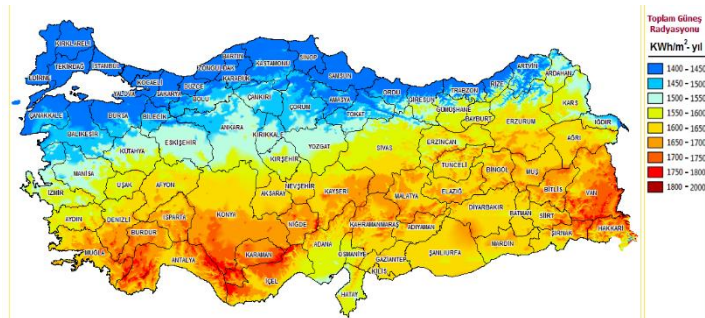 Toplam Güneş
Radyasyonu
KWh/m²- yıl
1400 - 1450
1450 - 1500
1500 - 1550
1550 - 1600
1600 - 1650
1650 - 1700
1700 - 1750
1750 - 1800
1800 - 2000
KIRKLARELİ
TEKİRDAĞ
İSTANBUL
EDİRNE
KOCAELİ
YALOVA
SAKARYA
DÜZCE
BOLU
ZONGULDAK
BARTIN
KARABÜK
KASTAMONU
SİNOP
SAMSUN
ÇANKIRI
ÇORUM
AMASYA
TOKAT
ORDU
GİRESUN
TRABZON
RİZE
ARTVİN
ARDAHAN
GÜMÜŞHANE
BAYBURT
ERZURUM
KARS
IĞDIR
AĞRI
ÇANAKKALE
BALIKESİR
BURSA
BİLECİK
ESKİŞEHİR
ANKARA
KIRIKKALE
YOZGAT
SİVAS
ERZİNCAN
KÜTAHYA
KIRŞEHİR
TUNCELİ
BİNGÖL
MUŞ
MANİSA
UŞAK
AFYON
İZMİR
AKSARAY
NEVŞEHİR
KAYSERİ
MALATYA
ELAZIĞ
BİTLİS
VAN
AYDIN
DENİZLİ
ISPARTA
KONYA
NİĞDE
KAHRAMANMARAŞ
ADIYAMAN
DİYARBAKIR
BATMAN
SİİRT
ŞIRNAK
HAKKARİ
BURDUR
MUĞLA
ANTALYA
KARAMAN
İÇEL
ADANA
OSMANİYE
GAZİANTEP
KİLİS
ŞANLIURFA
MARDİN
HATAY